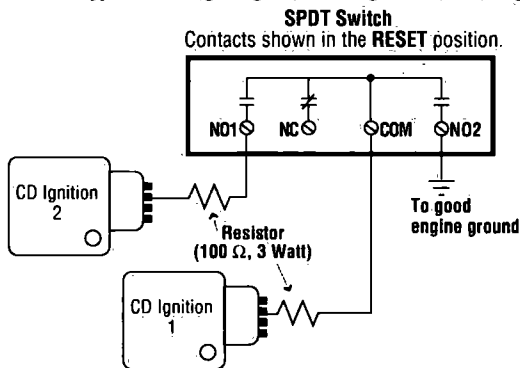 SPDT Switch
Contacts shown in the RESET position.
NO1 NC COM NO2
CD Ignition
2
To good
engine ground
Resistor
(100 Ω, 3 Watt)
CD Ignition
1